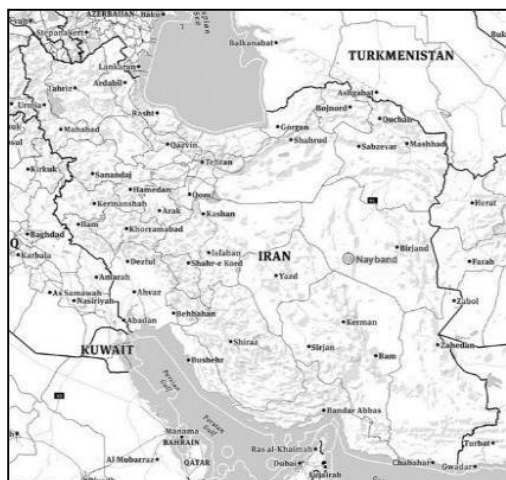 AZERBAIJAN
Baku
Stepanakert
Balkanabat
TURKMENISTAN
Lankaran
Ardabil
Tabriz
Ashgabat
Bojnord
Urmia
Quchan
Rasht
Mahabad
Gorgan
Shahrud
Sabzevar
Mashhad
Qazvin
Tehran
Kirkuk
Sanandaj
Hamedan
Qom
Kermanshah
Arak
Kashan
Herat
Ilam
Khorramabad
Baghdad
Birjand
Karbala
Dezful
Isfahan
Shahr-e Kord
IRAN
Nayband
Farah
Amarah
Yazd
As Samawah
Nasiriyah
Ahvaz
Zabol
Behbahan
Abadan
Kerman
KUWAIT
Shiraz
Sirjan
Zahedan
Bam
Bushehr
Persian
Gulf
Bandar Abbas
Persian
Gulf
Manama
BAHRAIN
Turbat
Ras al-Khaimah
Al Mubarraz
QATAR
Dubai
Fujairah
Chabahar
Gwadar